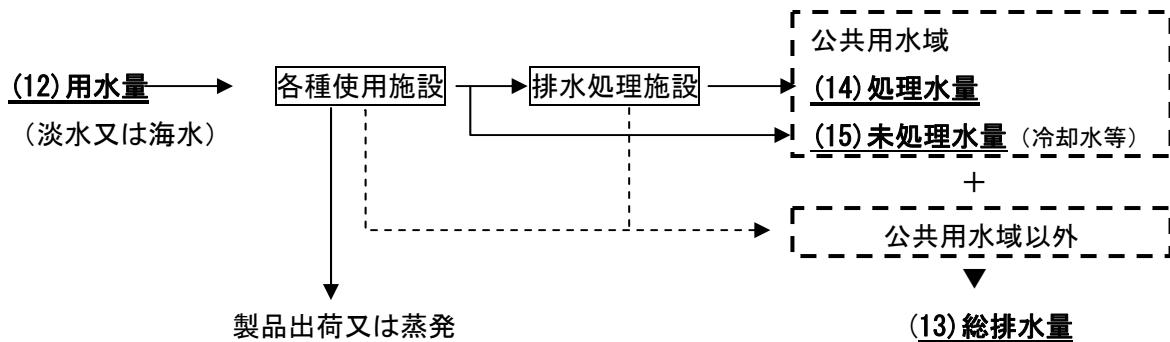 公共用水域
(12)用水量
各種使用施設
排水処理施設
(14)処理水量
(淡水又は海水)
(15)未処理水量(冷却水等)
+
公共用水域以外
▼
製品出荷又は蒸発
(13)総排水量